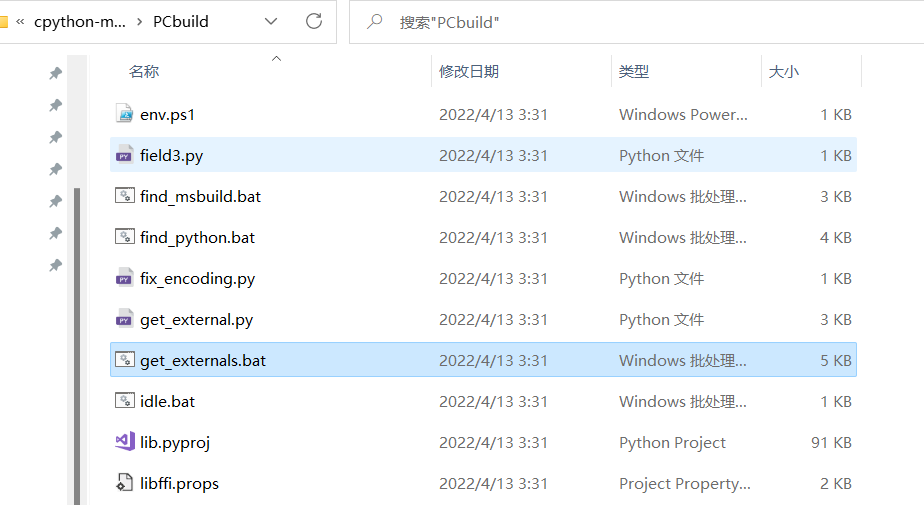 « cpython-m... › PCbuild
搜索"PCbuild"
名称 修改日期 类型 大小
env.ps1 2022/4/13 3:31 Windows Power... 1 KB
field3.py 2022/4/13 3:31 Python 文件 1 KB
find_msbuild.bat 2022/4/13 3:31 Windows 批处理... 3 KB
find_python.bat 2022/4/13 3:31 Windows 批处理... 4 KB
fix_encoding.py 2022/4/13 3:31 Python 文件 1 KB
get_external.py 2022/4/13 3:31 Python 文件 3 KB
get_externals.bat 2022/4/13 3:31 Windows 批处理... 5 KB
idle.bat 2022/4/13 3:31 Windows 批处理... 1 KB
lib.pyproj 2022/4/13 3:31 Python Project 91 KB
libffi.props 2022/4/13 3:31 Project Property... 2 KB